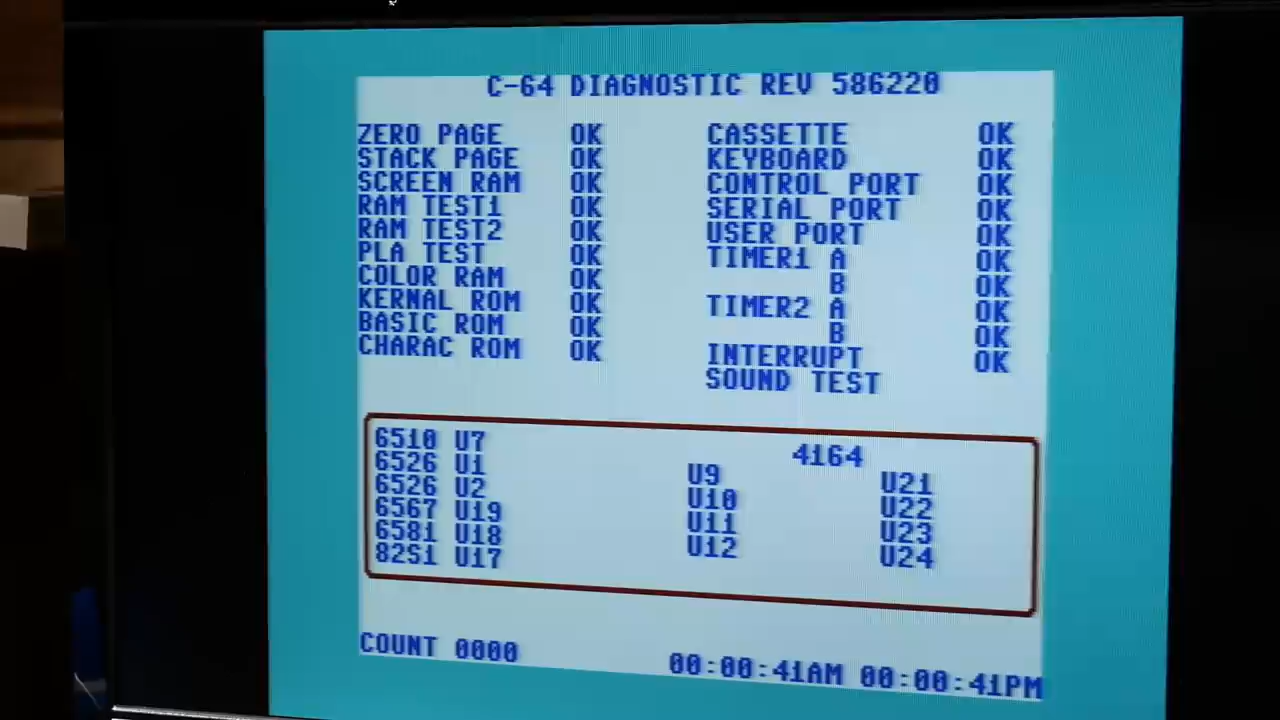 C-64 DIAGNOSTIC REV 586220
ZERO PAGE OK
STACK PAGE OK
SCREEN RAM OK
RAM TEST1 OK
RAM TEST2 OK
PLA TEST OK
COLOR RAM OK
KERNAL ROM OK
BASIC ROM OK
CHARAC ROM OK
CASSETTE OK
KEYBOARD OK
CONTROL PORT OK
SERIAL PORT OK
USER PORT OK
TIMER1 A OK
B OK
TIMER2 A OK
B OK
INTERRUPT OK
SOUND TEST
6510 U7
6526 U1
6526 U2
6567 U19
6581 U18
82S1 U17
4164
U9 U21
U10 U22
U11 U23
U12 U24
COUNT 0000
00:00:41AM 00:00:41PM